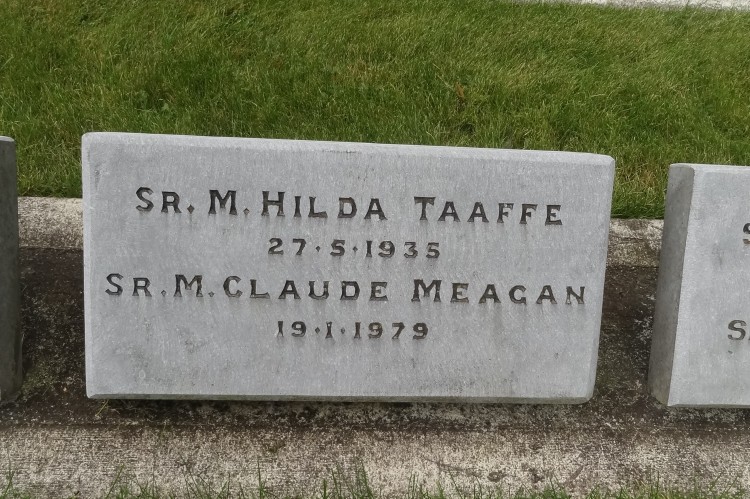 Sr. M. Hilda Taaffe
27·5·1935
Sr. M. Claude Meagan
19·1·1979